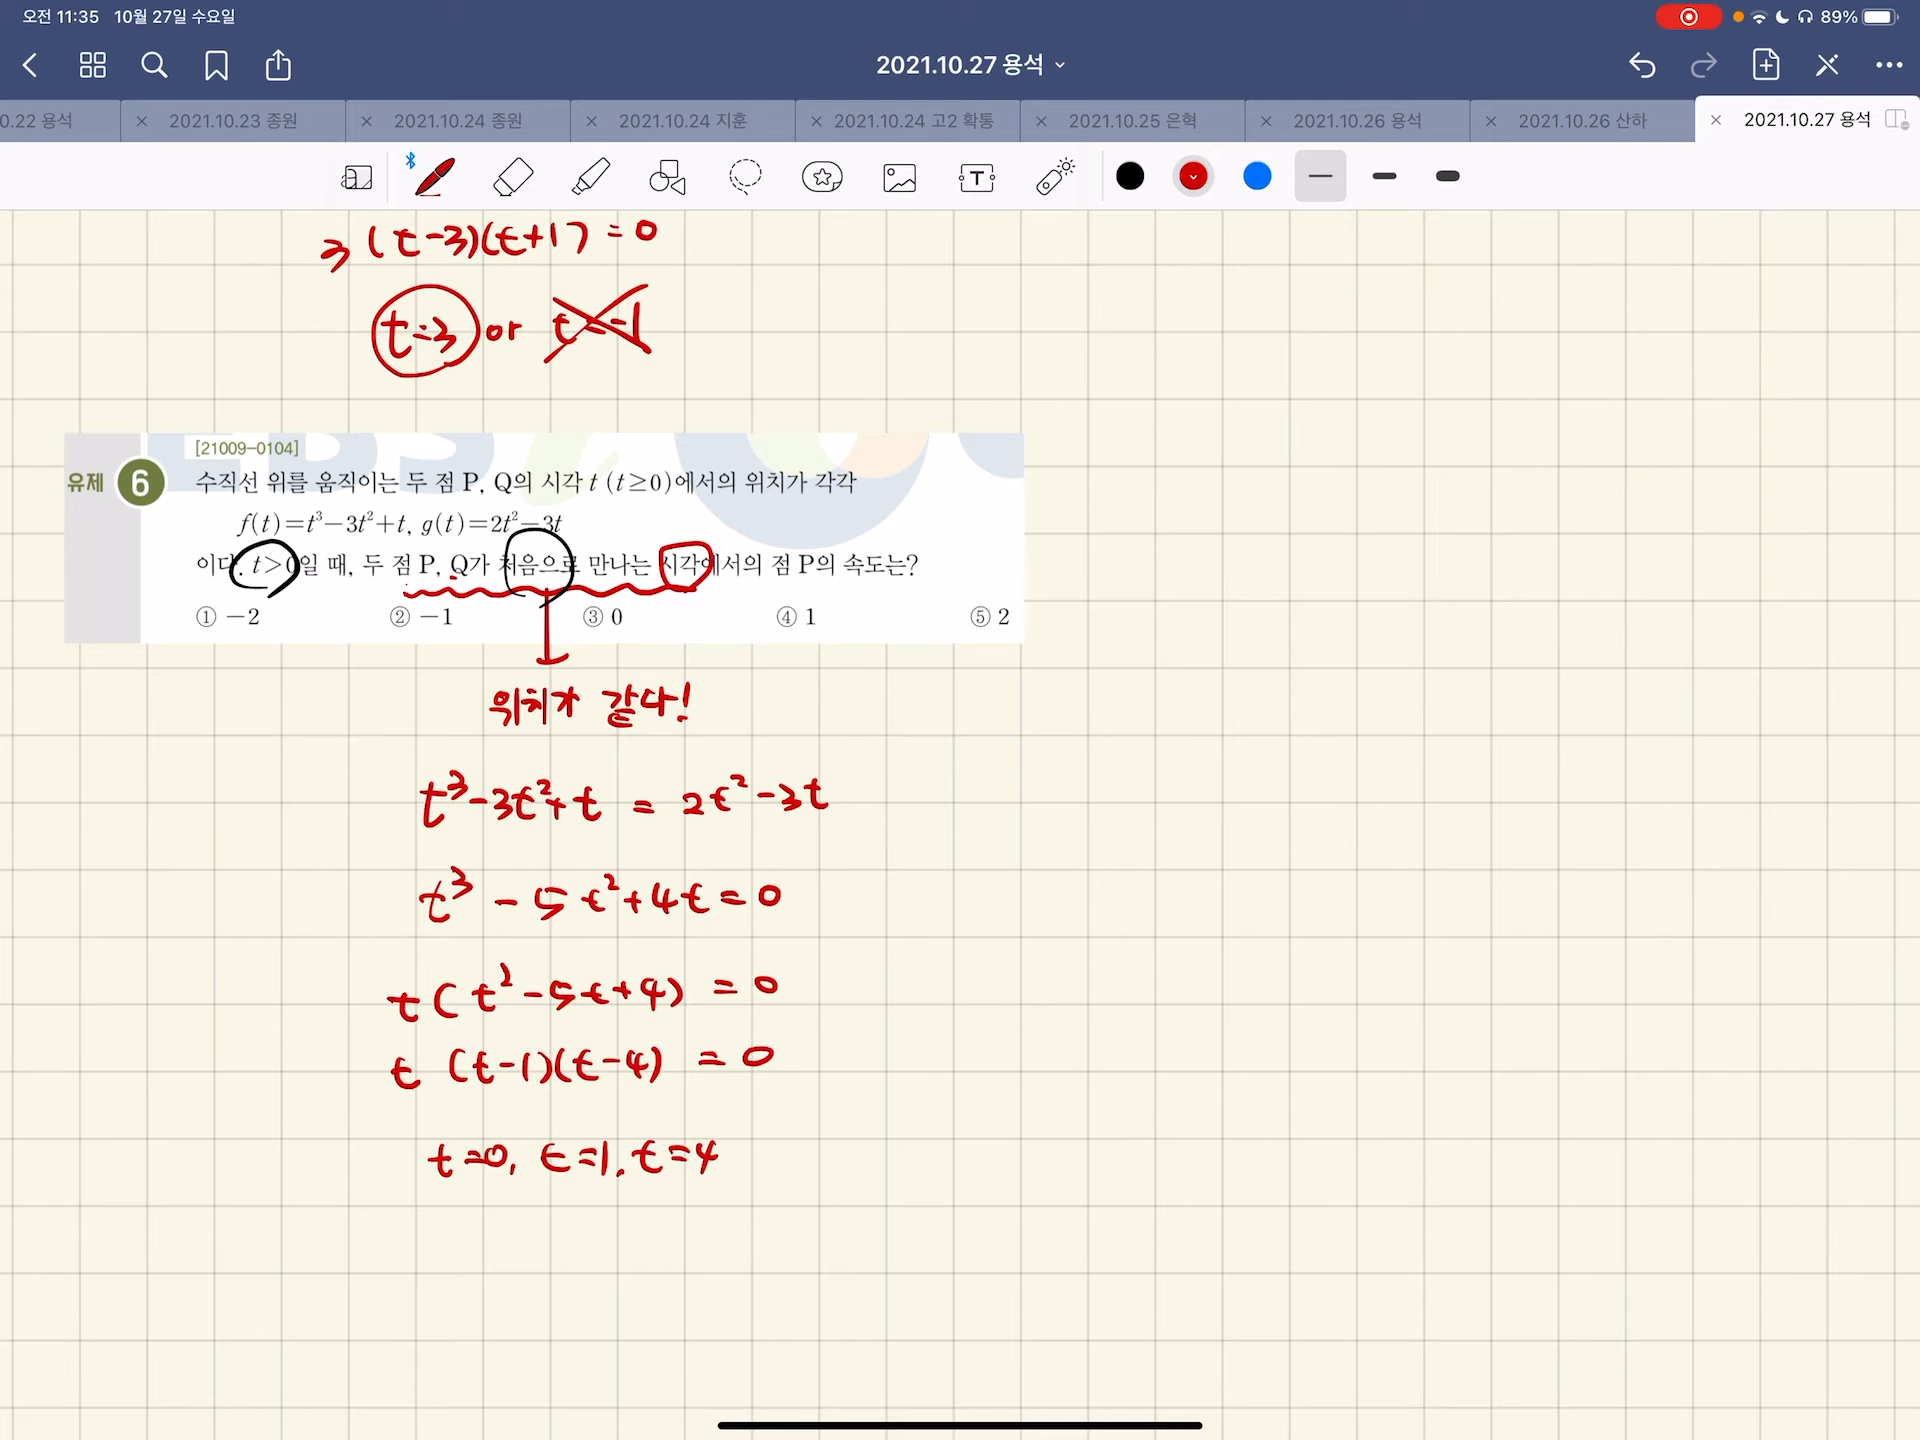 오전 11:35 10월 27일 수요일
89%
2021.10.27 용석
0.22 용석
2021.10.23 종원
2021.10.24 종원
2021.10.24 지훈
2021.10.24 고2 확통
2021.10.25 은혁
2021.10.26 용석
2021.10.26 산하
2021.10.27 용석
3(t-3)(t+1)=0
t=3 or t=-1
[21009-0104]
유제 6 수직선 위를 움직이는 두 점 P, Q의 시각 t (t≥0)에서의 위치가 각각
f(t)=t³-3t²+t, g(t)=2t²-3t
이다. t>0일 때, 두 점 P, Q가 처음으로 만나는 시각에서의 점 P의 속도는?
① -2 ② -1 ③ 0 ④ 1 ⑤ 2
위치가 같다!
t³-3t²+t = 2t²-3t
t³-5t²+4t=0
t(t²-5t+4)=0
t(t-1)(t-4)=0
t=0, t=1, t=4